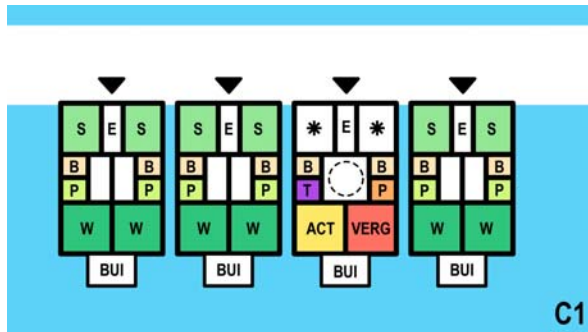 S E S S E S * E * S E S
B B B B B B B B
P P P P T P P P
W W W W ACT VERG W W
BUI BUI BUI BUI
C1